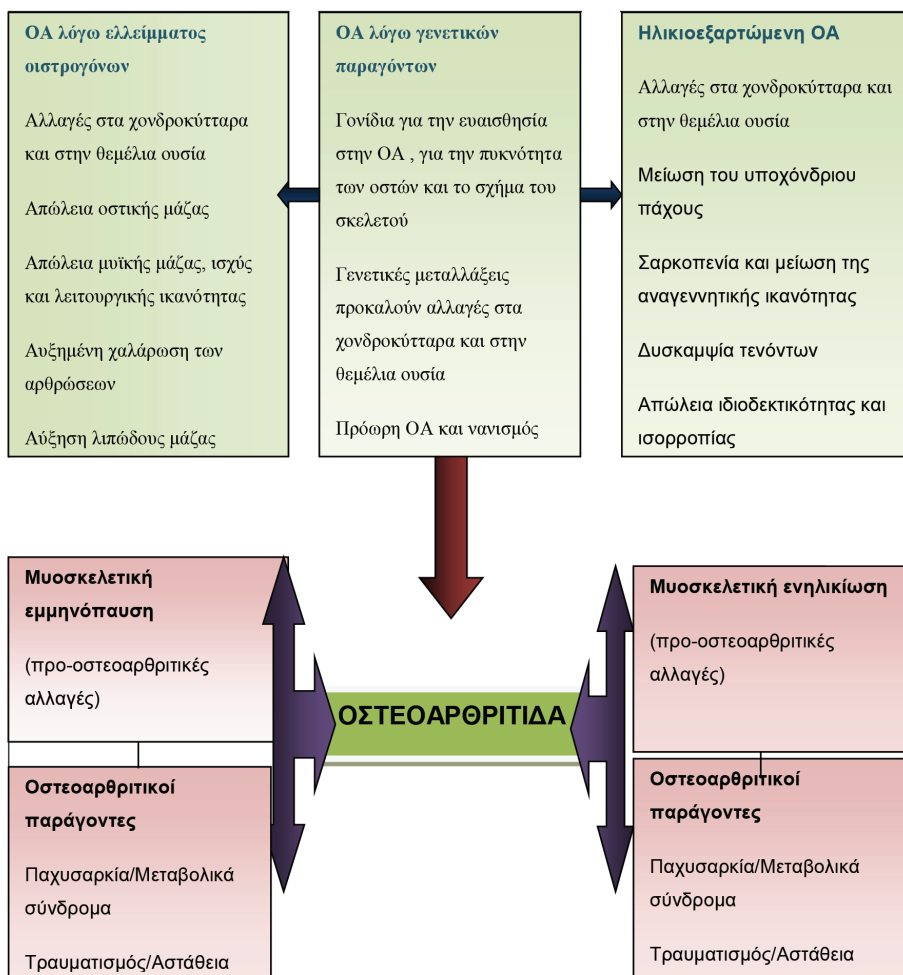 ΟΑ λόγω ελλείμματος
οιστρογόνων
Αλλαγές στα χονδροκύτταρα
και στην θεμέλια ουσία
Απώλεια οστικής μάζας
Απώλεια μυϊκής μάζας, ισχύς
και λειτουργικής ικανότητας
Αυξημένη χαλάρωση των
αρθρώσεων
Αύξηση λιπώδους μάζας
ΟΑ λόγω γενετικών
παραγόντων
Γονίδια για την ευαισθησία
στην ΟΑ , για την πυκνότητα
των οστών και το σχήμα του
σκελετού
Γενετικές μεταλλάξεις
προκαλούν αλλαγές στα
χονδροκύτταρα και στην
θεμέλια ουσία
Πρόωρη ΟΑ και νανισμός
Ηλικιοεξαρτώμενη ΟΑ
Αλλαγές στα χονδροκύτταρα και
στην θεμέλια ουσία
Μείωση του υποχόνδριου
πάχους
Σαρκοπενία και μείωση της
αναγεννητικής ικανότητας
Δυσκαμψία τενόντων
Απώλεια ιδιοδεκτικότητας και
ισορροπίας
Μυοσκελετική
εμμηνόπαυση
(προ-οστεοαρθριτικές
αλλαγές)
ΟΣΤΕΟΑΡΘΡΙΤΙΔΑ
Μυοσκελετική ενηλικίωση
(προ-οστεοαρθριτικές
αλλαγές)
Οστεοαρθριτικοί
παράγοντες
Παχυσαρκία/Μεταβολικά
σύνδρομα
Τραυματισμός/Αστάθεια
Οστεοαρθριτικοί
παράγοντες
Παχυσαρκία/Μεταβολικά
σύνδρομα
Τραυματισμός/Αστάθεια